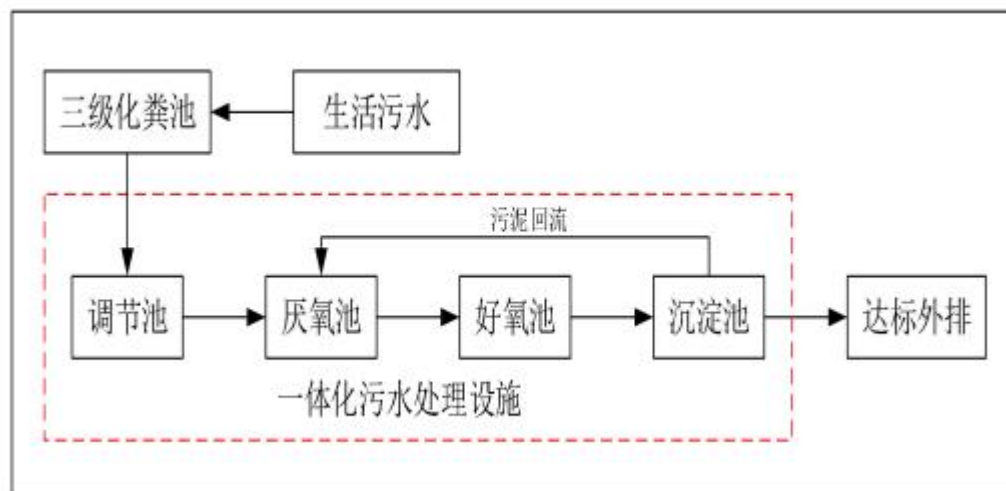 三级化粪池
生活污水
污泥回流
调节池
厌氧池
好氧池
沉淀池
达标外排
一体化污水处理设施